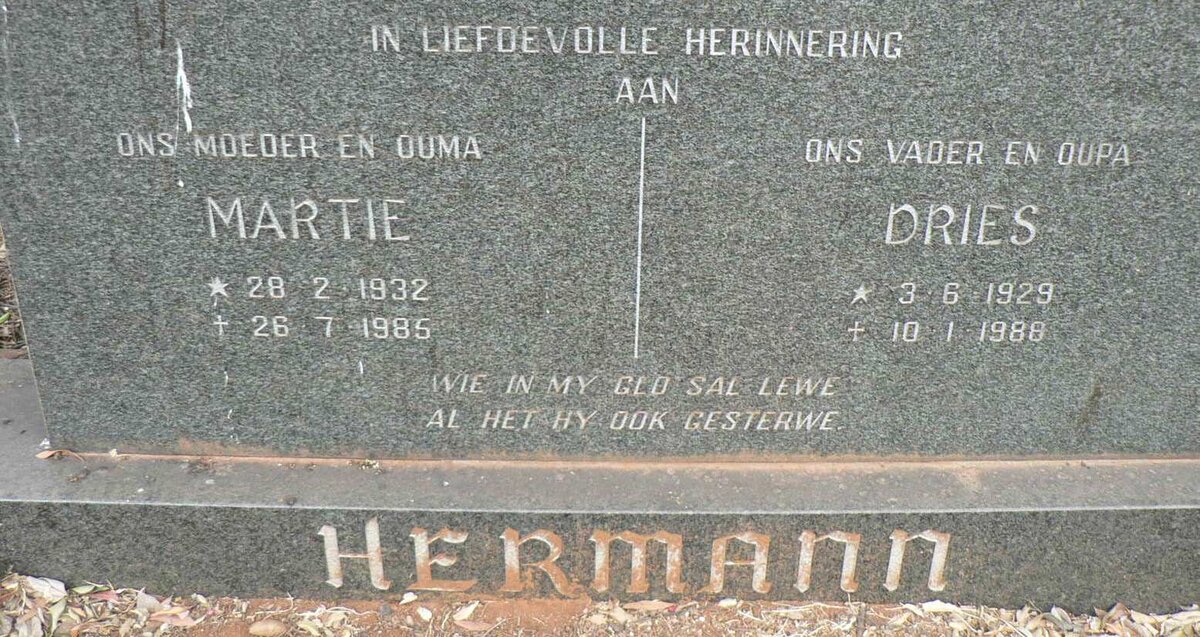 IN LIEFDEVOLLE HERINNERING
AAN
ONS MOEDER EN OUMA
MARTIE
★ 28 2 1932
† 26 7 1985
ONS VADER EN OUPA
DRIES
★ 3 6 1929
† 10 1 1988
WIE IN MY GLO SAL LEWE
AL HET HY OOK GESTERWE.
HERMANN